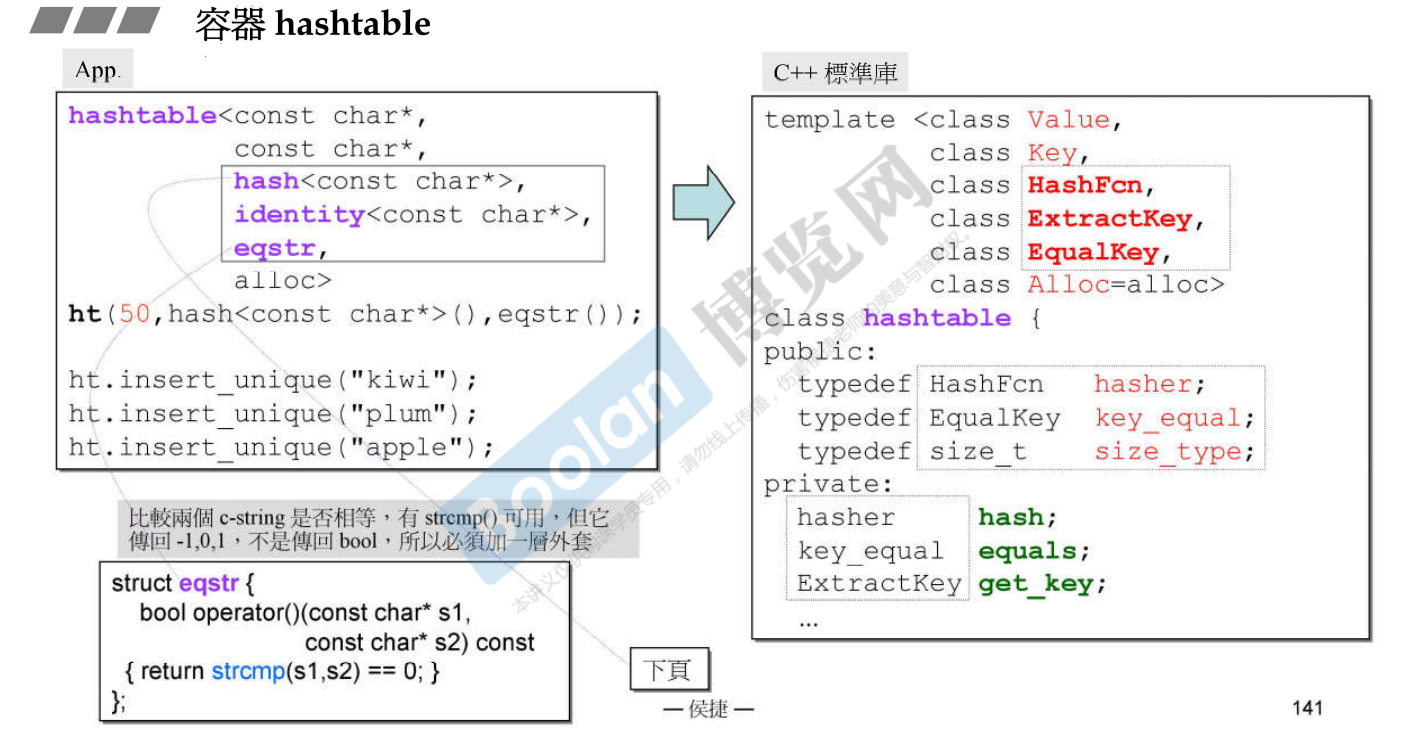 容器 hashtable
App.
hashtable<const char*,
const char*,
hash<const char*>,
identity<const char*>,
eqstr,
alloc>
ht(50,hash<const char*>(),eqstr());
ht.insert_unique("kiwi");
ht.insert_unique("plum");
ht.insert_unique("apple");
比較兩個 c-string 是否相等，有 strcmp() 可用，但它
傳回 -1,0,1，不是傳回 bool，所以必須加一層外套
struct eqstr {
bool operator()(const char* s1,
const char* s2) const
{ return strcmp(s1,s2) == 0; }
};
下頁
C++ 標準庫
template <class Value,
class Key,
class HashFcn,
class ExtractKey,
class EqualKey,
class Alloc=alloc>
class hashtable {
public:
typedef HashFcn hasher;
typedef EqualKey key_equal;
typedef size_t size_type;
private:
hasher hash;
key_equal equals;
ExtractKey get_key;
...
Boolan 博览网
— 侯捷 —
141